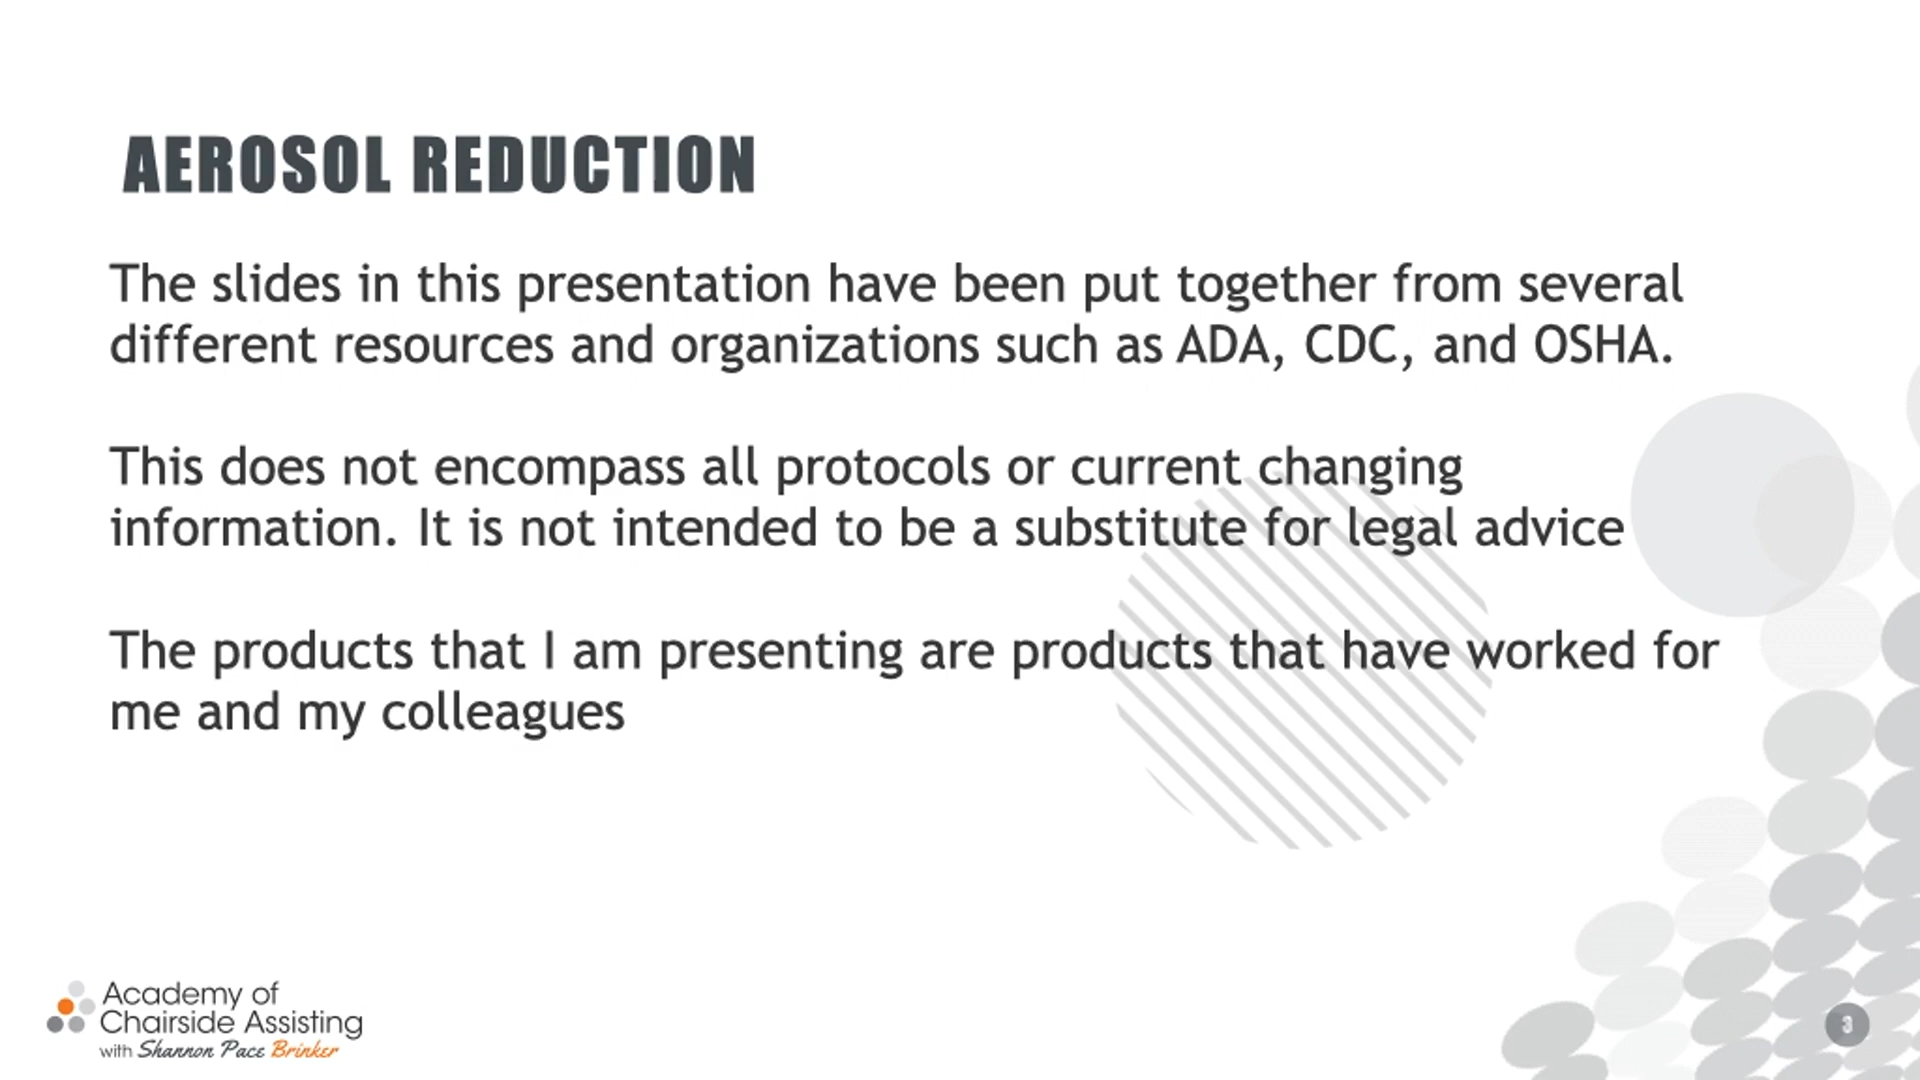 AEROSOL REDUCTION
The slides in this presentation have been put together from several
different resources and organizations such as ADA, CDC, and OSHA.
This does not encompass all protocols or current changing
information. It is not intended to be a substitute for legal advice
The products that I am presenting are products that have worked for
me and my colleagues
Academy of
Chairside Assisting
with Shannon Pace Brinker
3